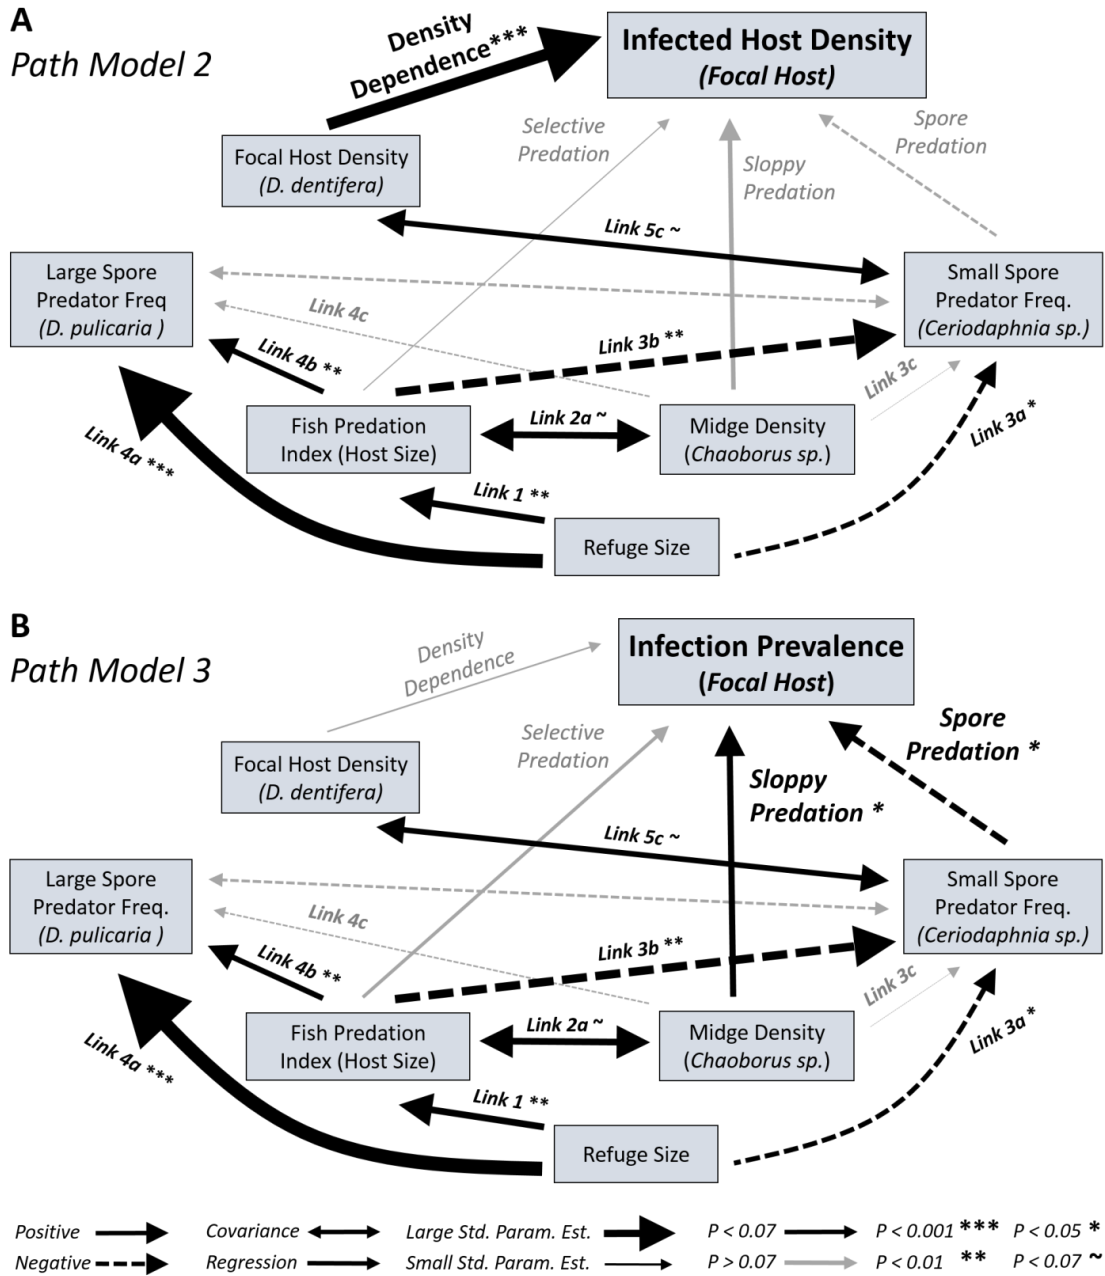 A
Path Model 2
Density
Dependence***
Infected Host Density
(Focal Host)
Selective
Predation
Sloppy
Predation
Spore
Predation
Focal Host Density
(D. dentifera)
Link 5c ~
Large Spore
Predator Freq
(D. pulicaria )
Small Spore
Predator Freq.
(Ceriodaphnia sp.)
Link 4c
Link 4b **
Link 3b **
Link 3c
Link 3a *
Link 4a ***
Fish Predation
Index (Host Size)
Link 2a ~
Midge Density
(Chaoborus sp.)
Link 1 **
Refuge Size
B
Path Model 3
Density
Dependence
Infection Prevalence
(Focal Host)
Selective
Predation
Sloppy
Predation *
Spore
Predation *
Focal Host Density
(D. dentifera)
Link 5c ~
Large Spore
Predator Freq.
(D. pulicaria )
Small Spore
Predator Freq.
(Ceriodaphnia sp.)
Link 4c
Link 4b **
Link 3b **
Link 3c
Link 3a *
Link 4a ***
Fish Predation
Index (Host Size)
Link 2a ~
Midge Density
(Chaoborus sp.)
Link 1 **
Refuge Size
Positive Covariance Large Std. Param. Est. P < 0.07 P < 0.001 *** P < 0.05 *
Negative Regression Small Std. Param. Est. P > 0.07 P < 0.01 ** P < 0.07 ~